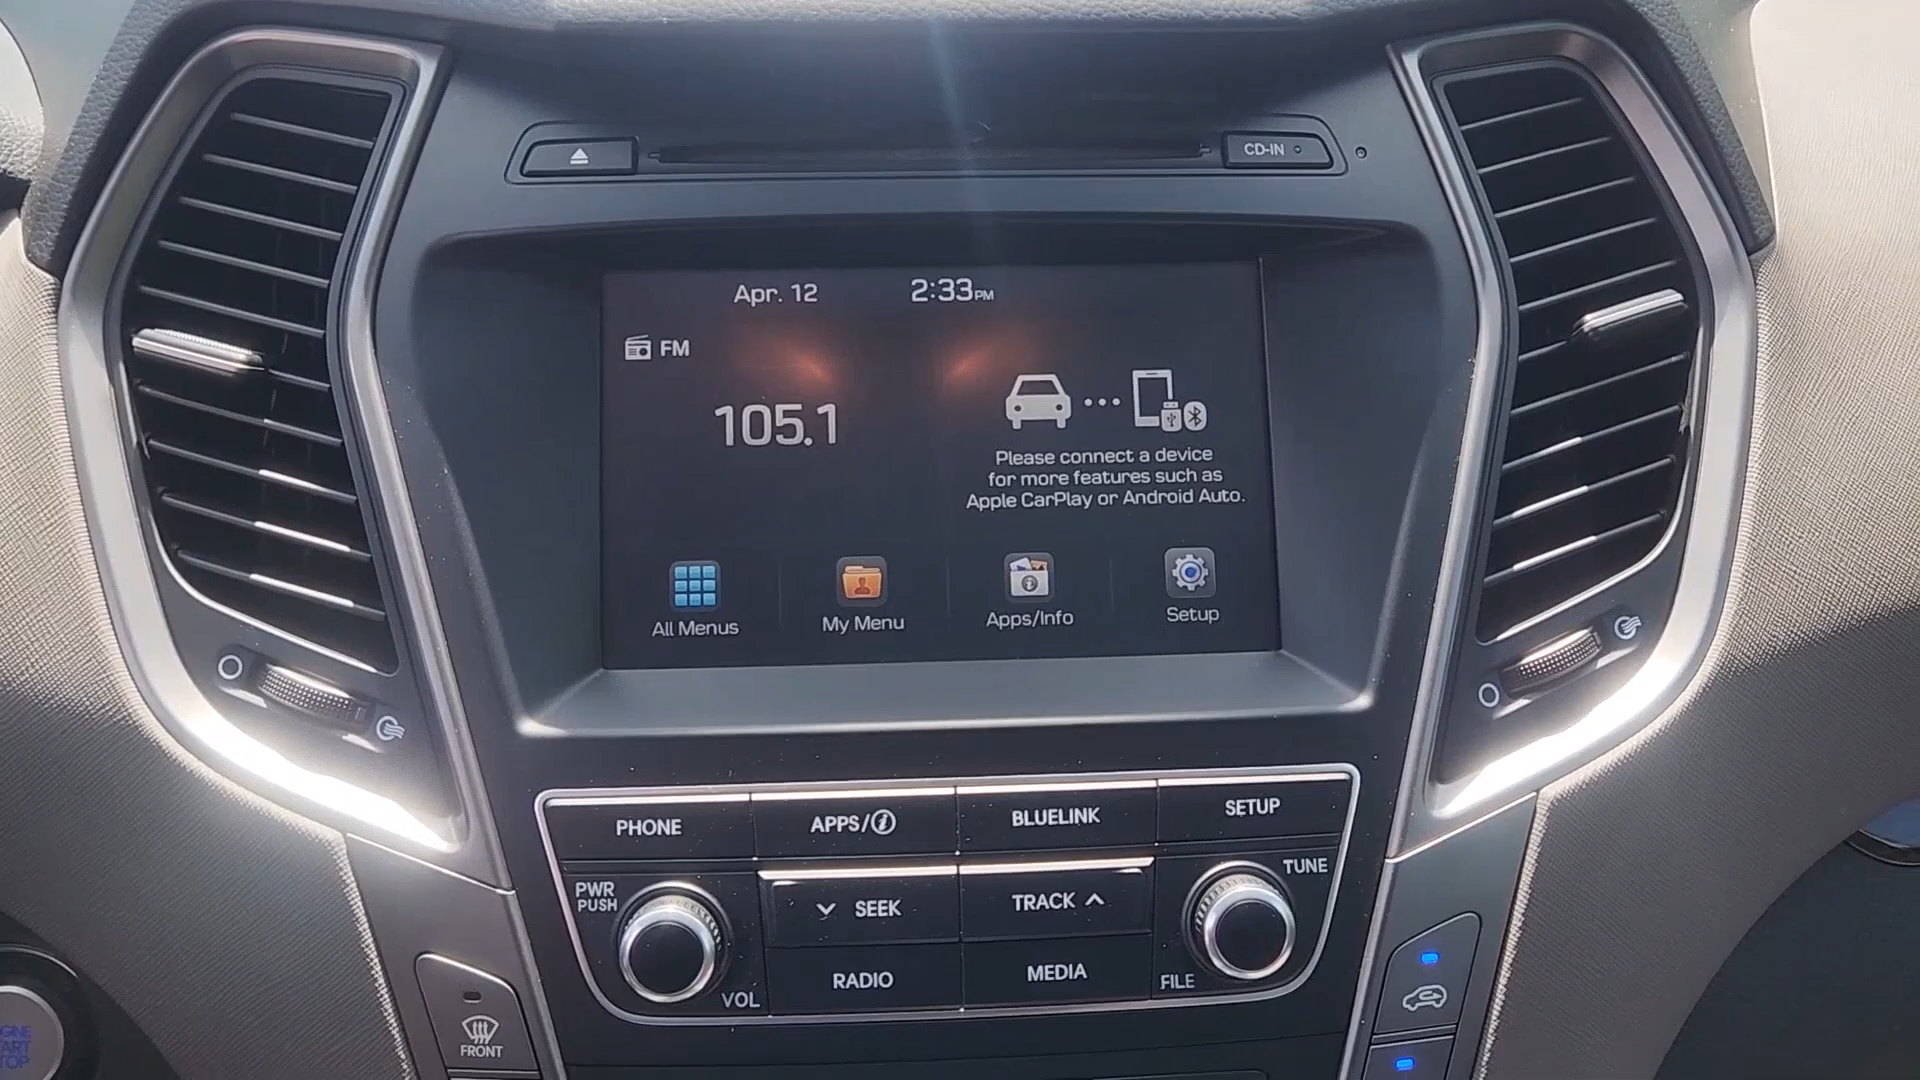 CD-IN
Apr. 12
2:33PM
FM
105.1
Please connect a device
for more features such as
Apple CarPlay or Android Auto.
All Menus
My Menu
Apps/Info
Setup
PHONE
APPS/
BLUELINK
SETUP
PWR
PUSH
VOL
SEEK
TRACK
TUNE
RADIO
MEDIA
FILE
FRONT